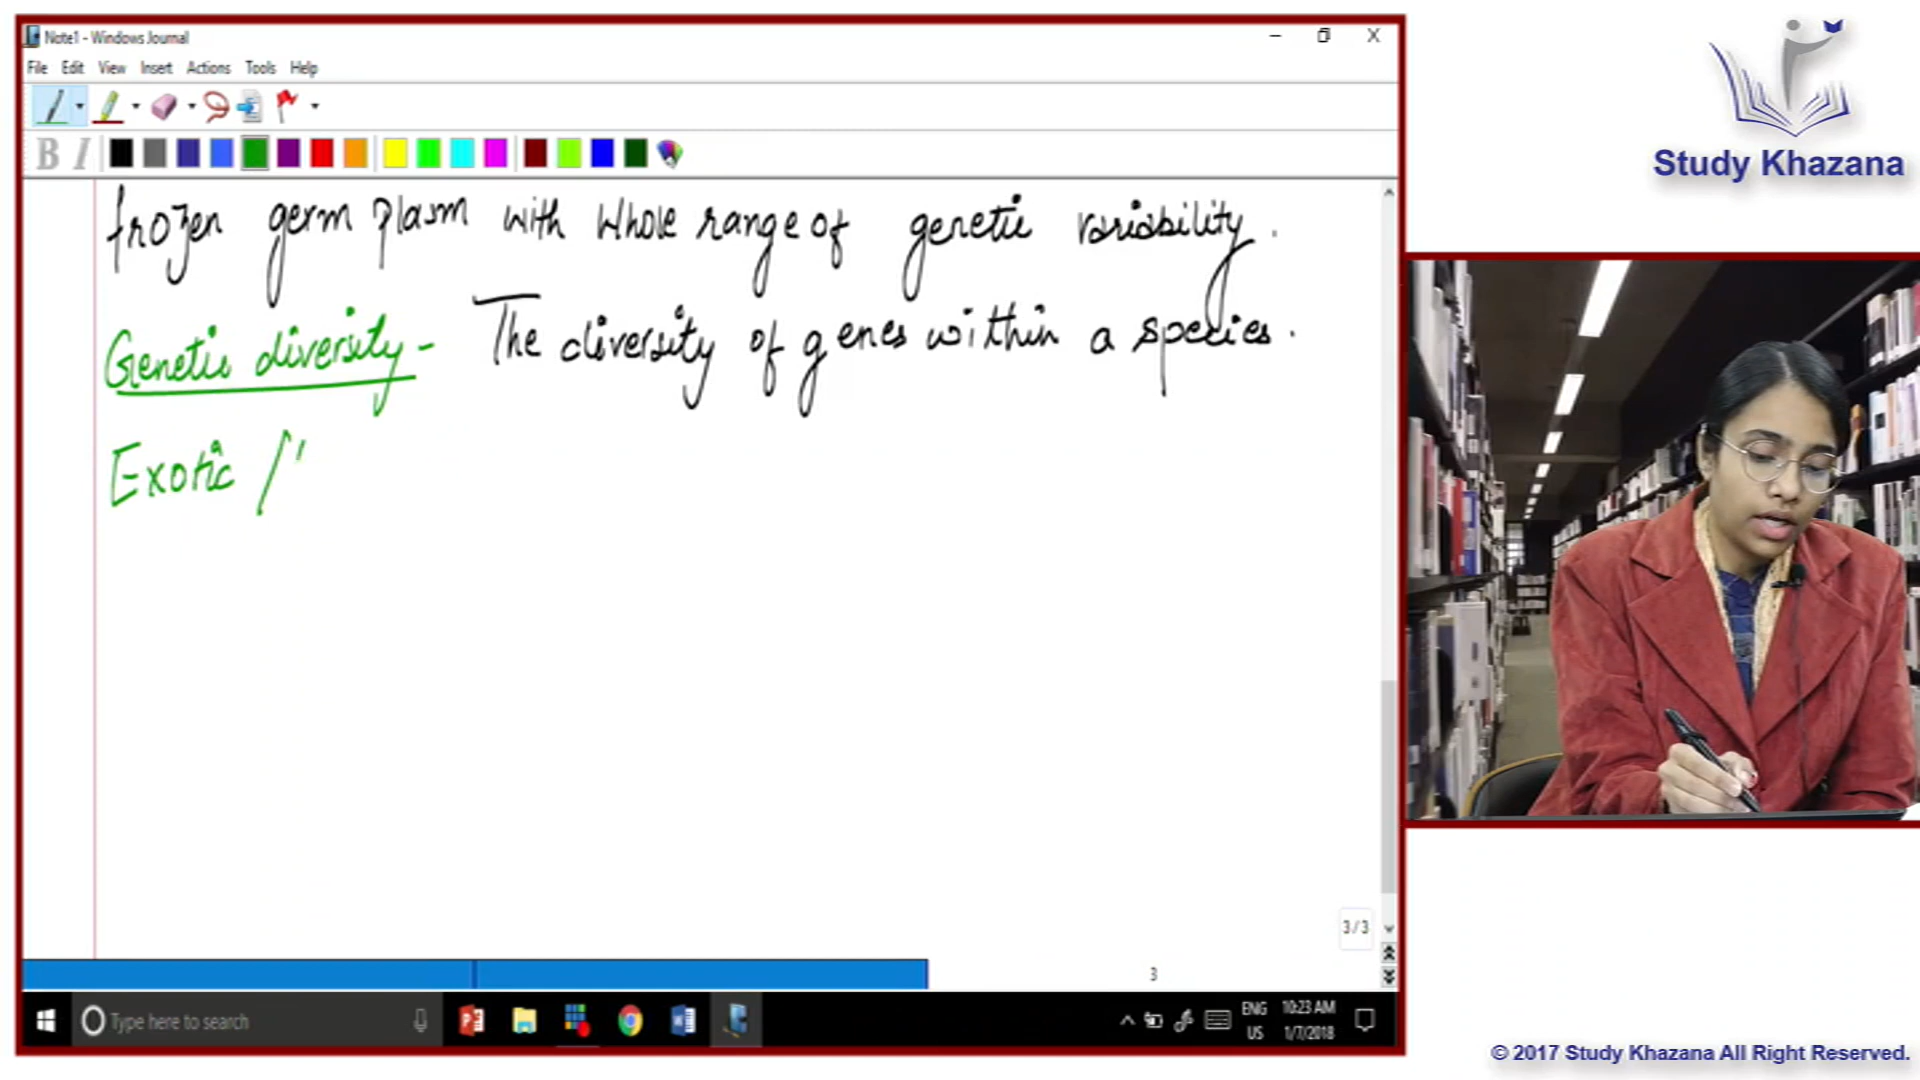 Note1 - Windows Journal
File Edit View Insert Actions Tools Help
B I
frozen germ plasm with whole range of genetic variability.
Genetic diversity - The diversity of genes within a species.
Exotic /
3/3
3
Type here to search
ENG
US
10:23 AM
1/7/2018
Study Khazana
© 2017 Study Khazana All Right Reserved.